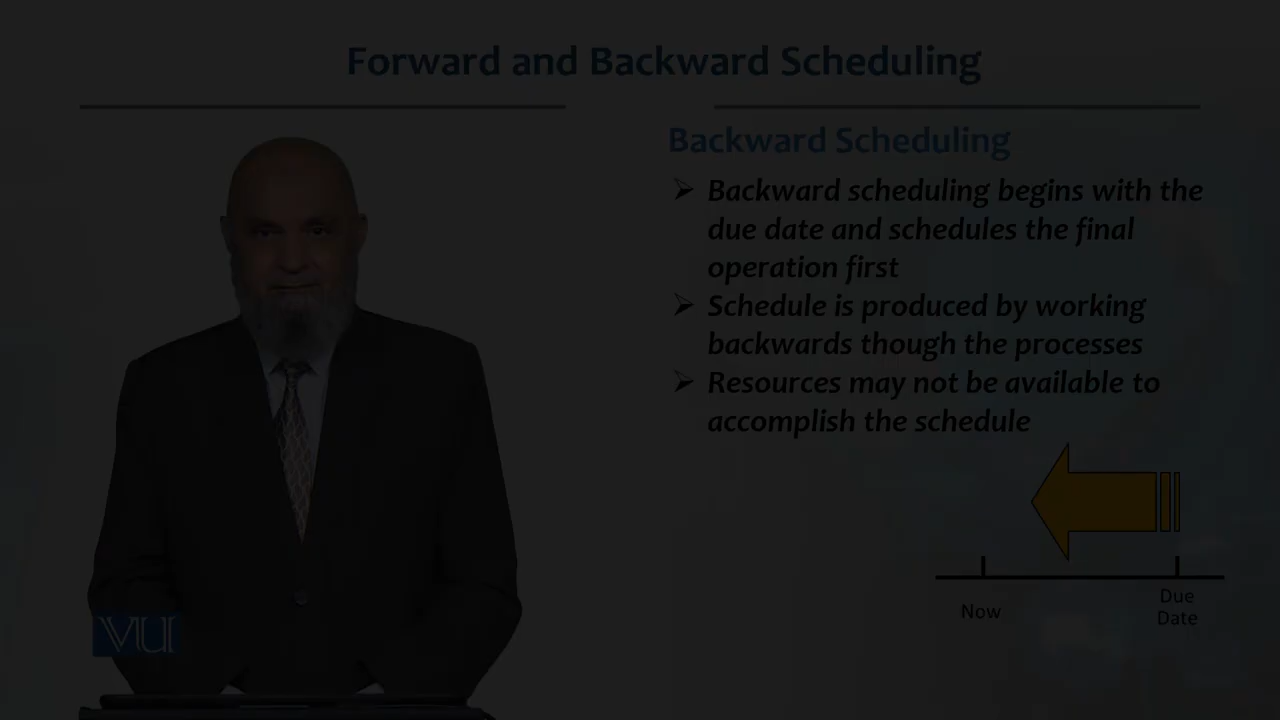 Forward and Backward Scheduling
Backward Scheduling
Backward scheduling begins with the
due date and schedules the final
operation first
Schedule is produced by working
backwards though the processes
Resources may not be available to
accomplish the schedule
Now
Due
Date
VU